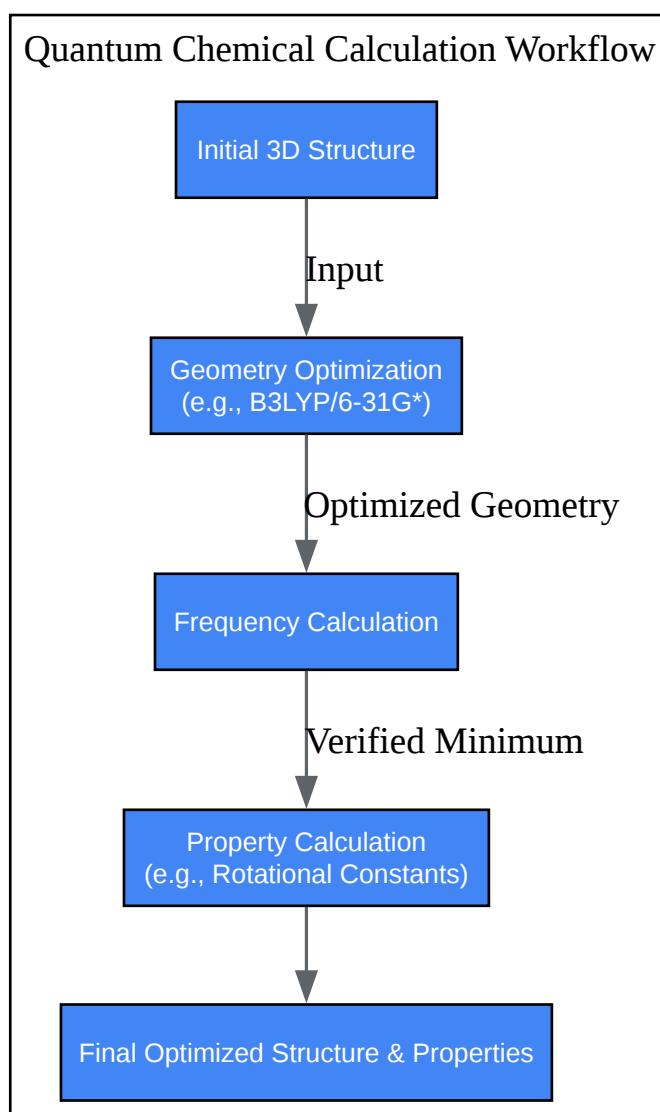 Quantum Chemical Calculation Workflow
Initial 3D Structure
Input
Geometry Optimization
(e.g., B3LYP/6-31G*)
Optimized Geometry
Frequency Calculation
Verified Minimum
Property Calculation
(e.g., Rotational Constants)
Final Optimized Structure & Properties